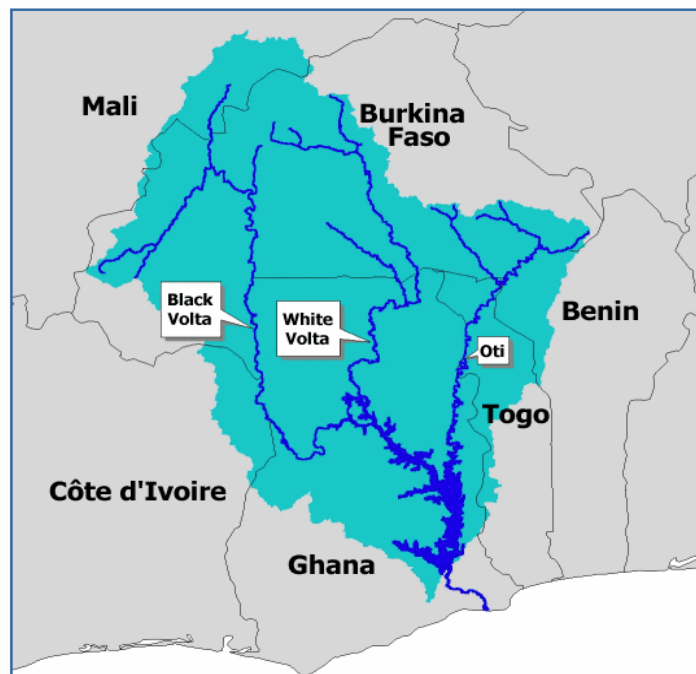 Mali
Burkina
Faso
Black
Volta
White
Volta
Benin
Oti
Togo
Côte d'Ivoire
Ghana